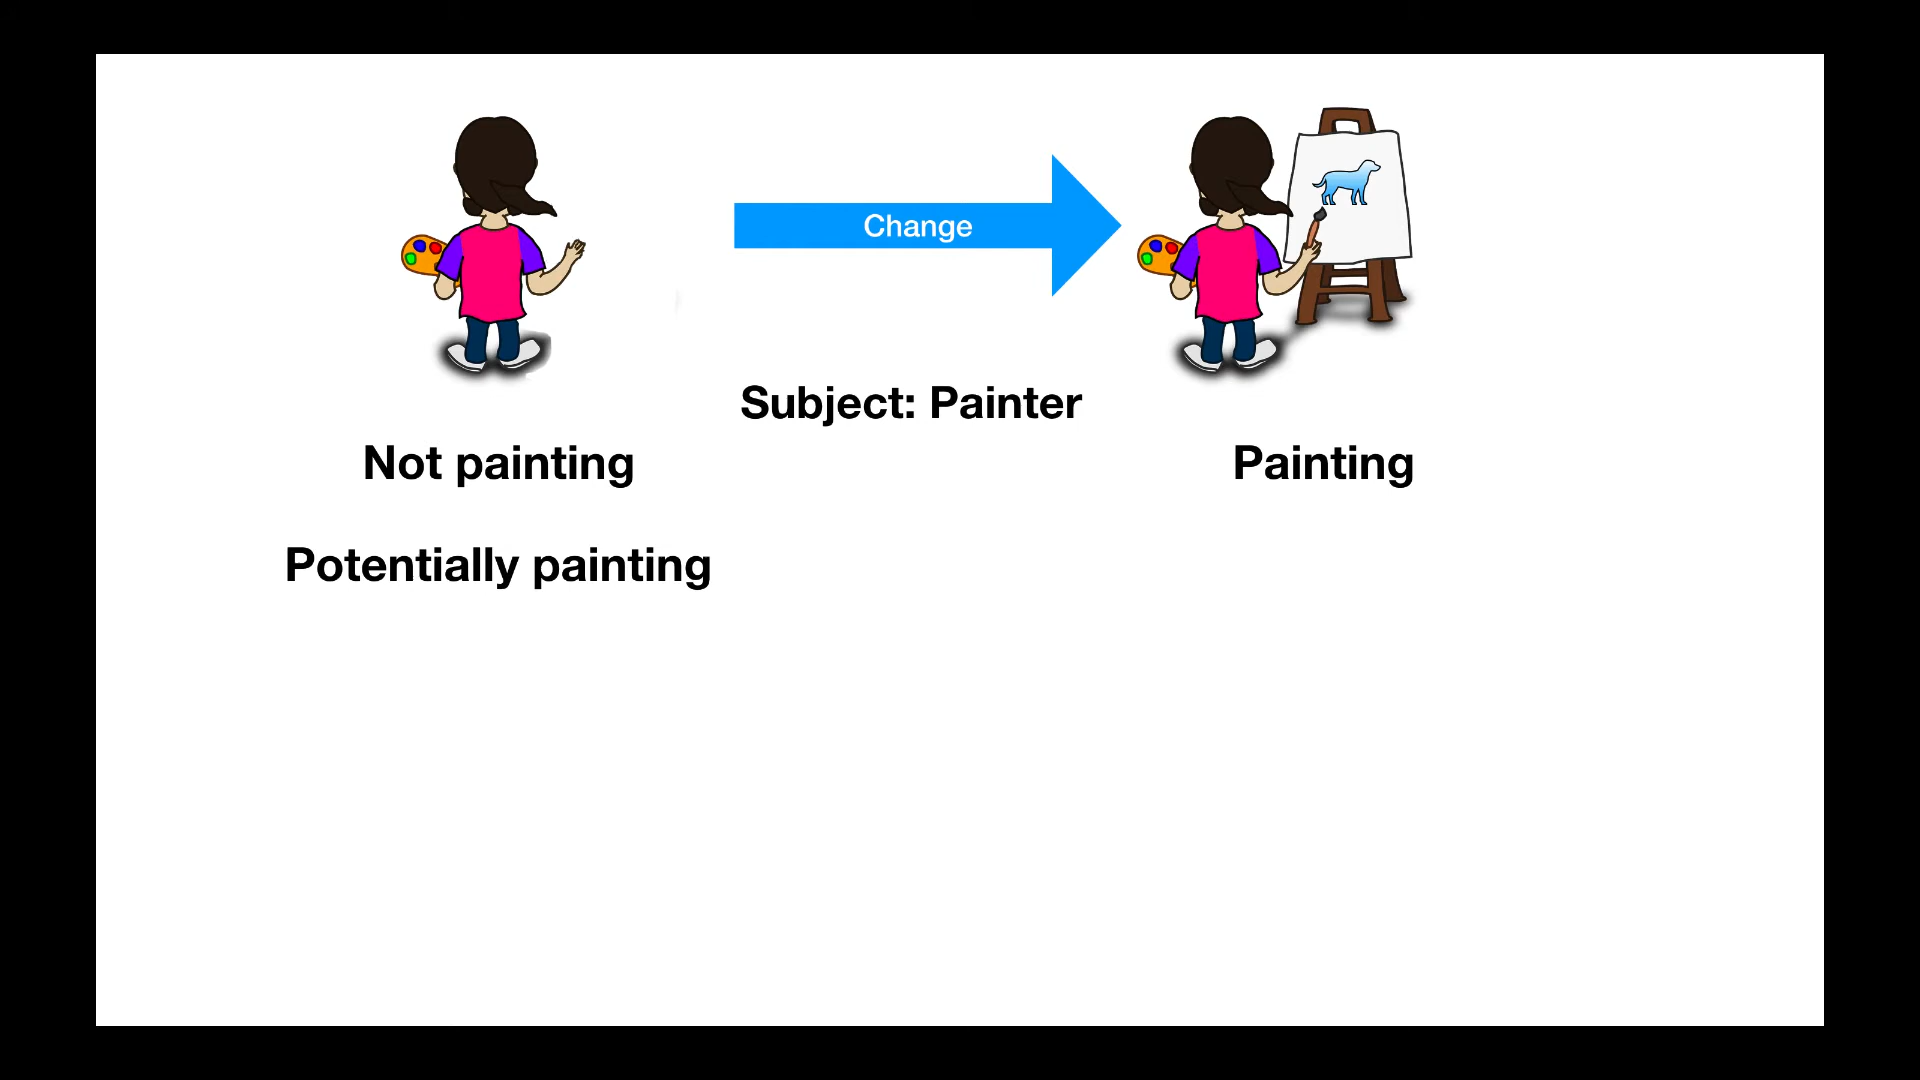 Change
Subject: Painter
Not painting
Painting
Potentially painting